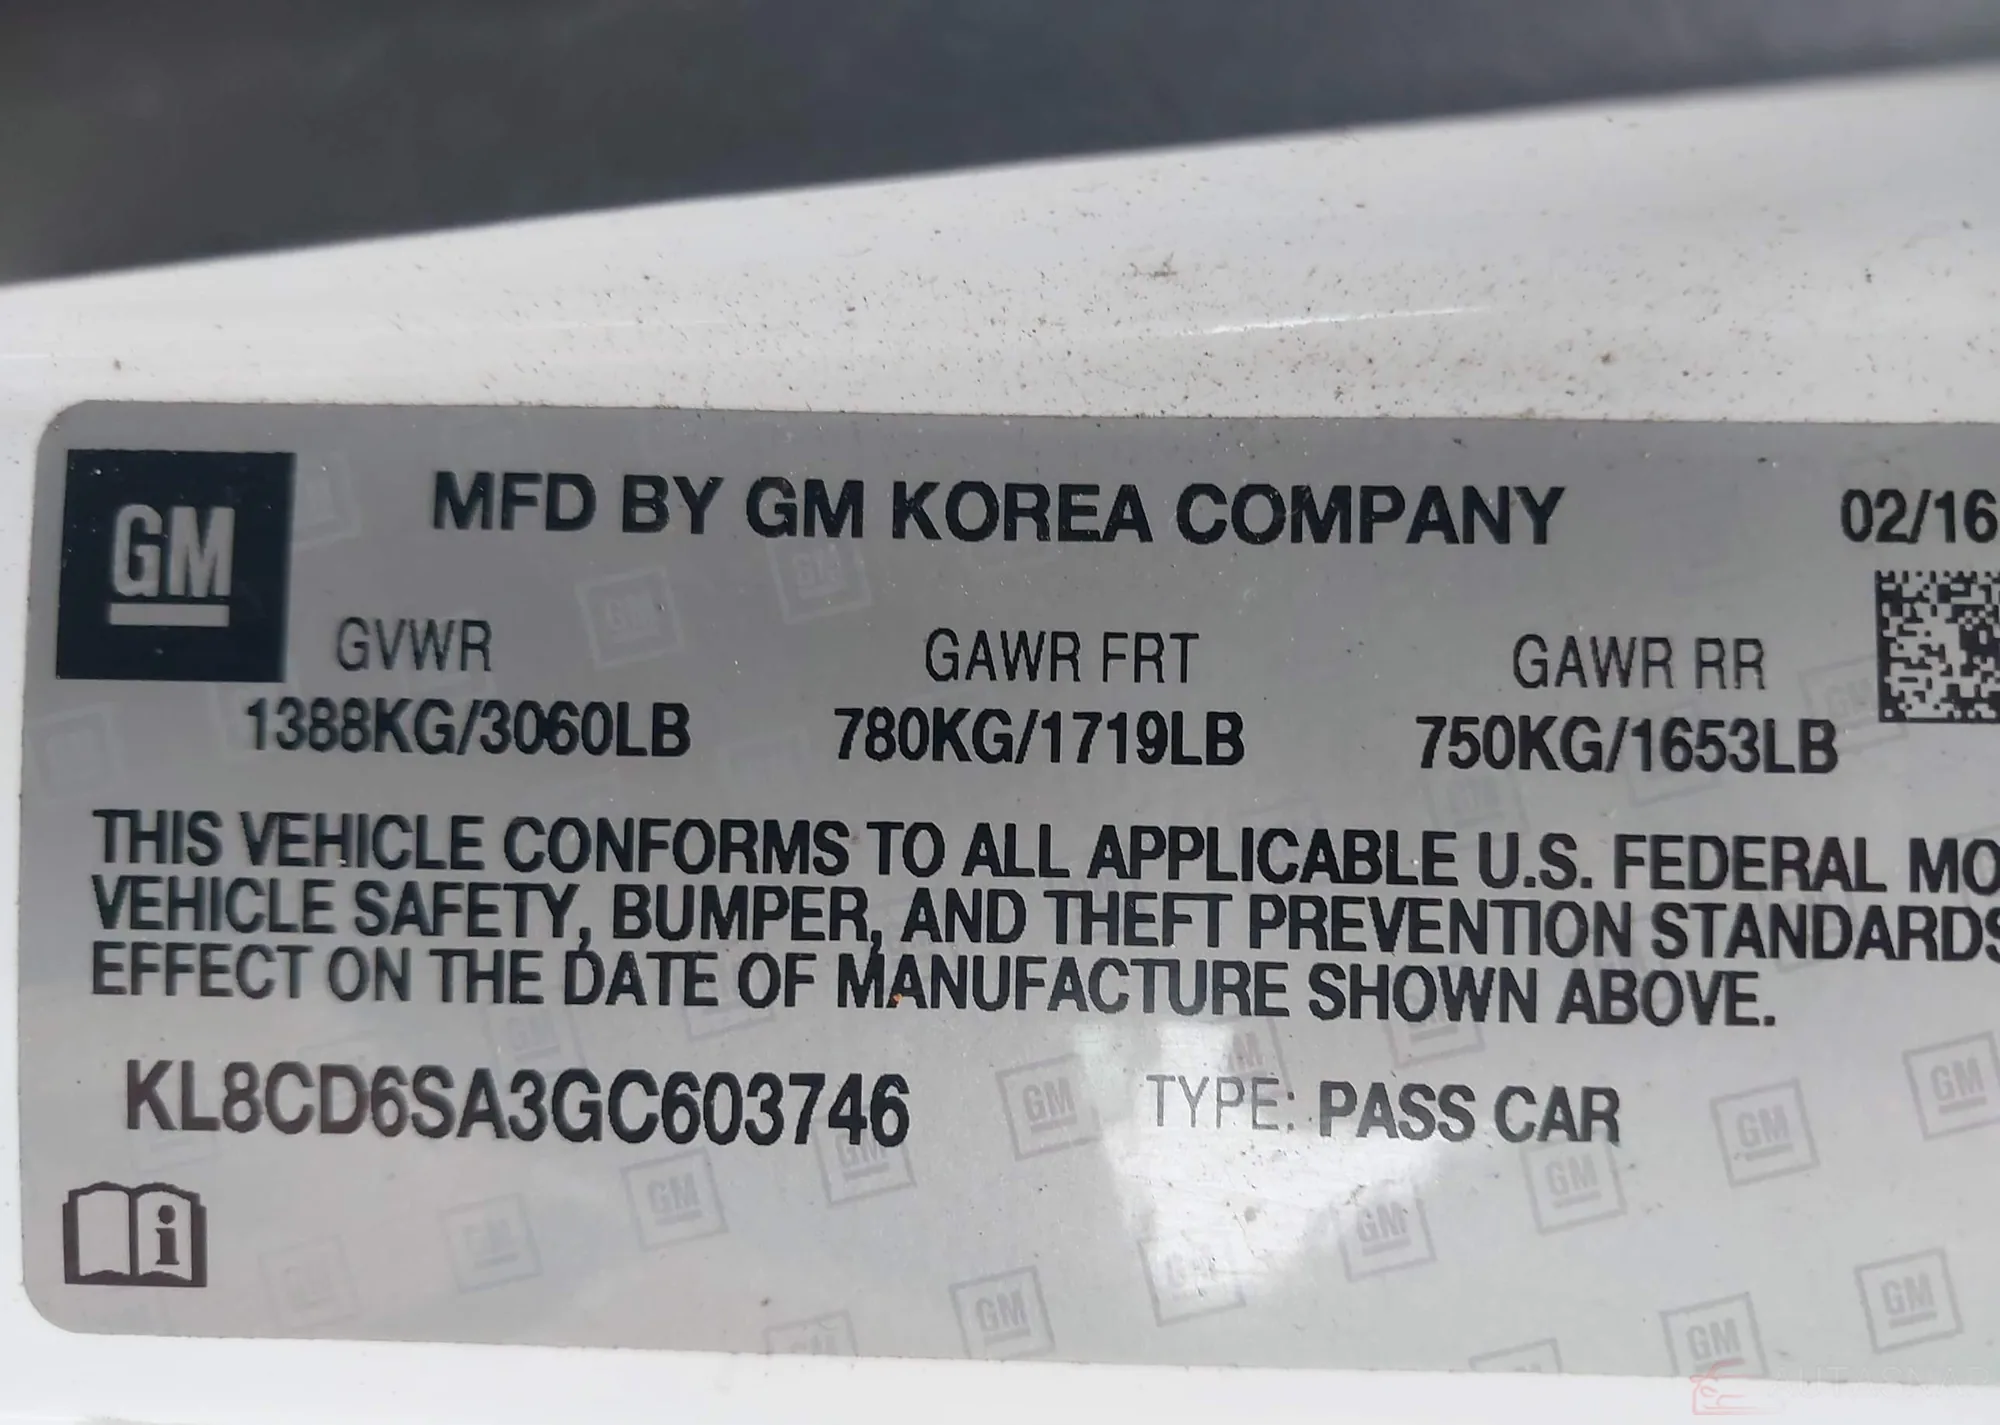 GM
MFD BY GM KOREA COMPANY
02/16
GVWR
GAWR FRT
GAWR RR
1388KG/3060LB
780KG/1719LB
750KG/1653LB
THIS VEHICLE CONFORMS TO ALL APPLICABLE U.S. FEDERAL MO
VEHICLE SAFETY, BUMPER, AND THEFT PREVENTION STANDARDS
EFFECT ON THE DATE OF MANUFACTURE SHOWN ABOVE.
KL8CD6SA3GC603746
TYPE: PASS CAR